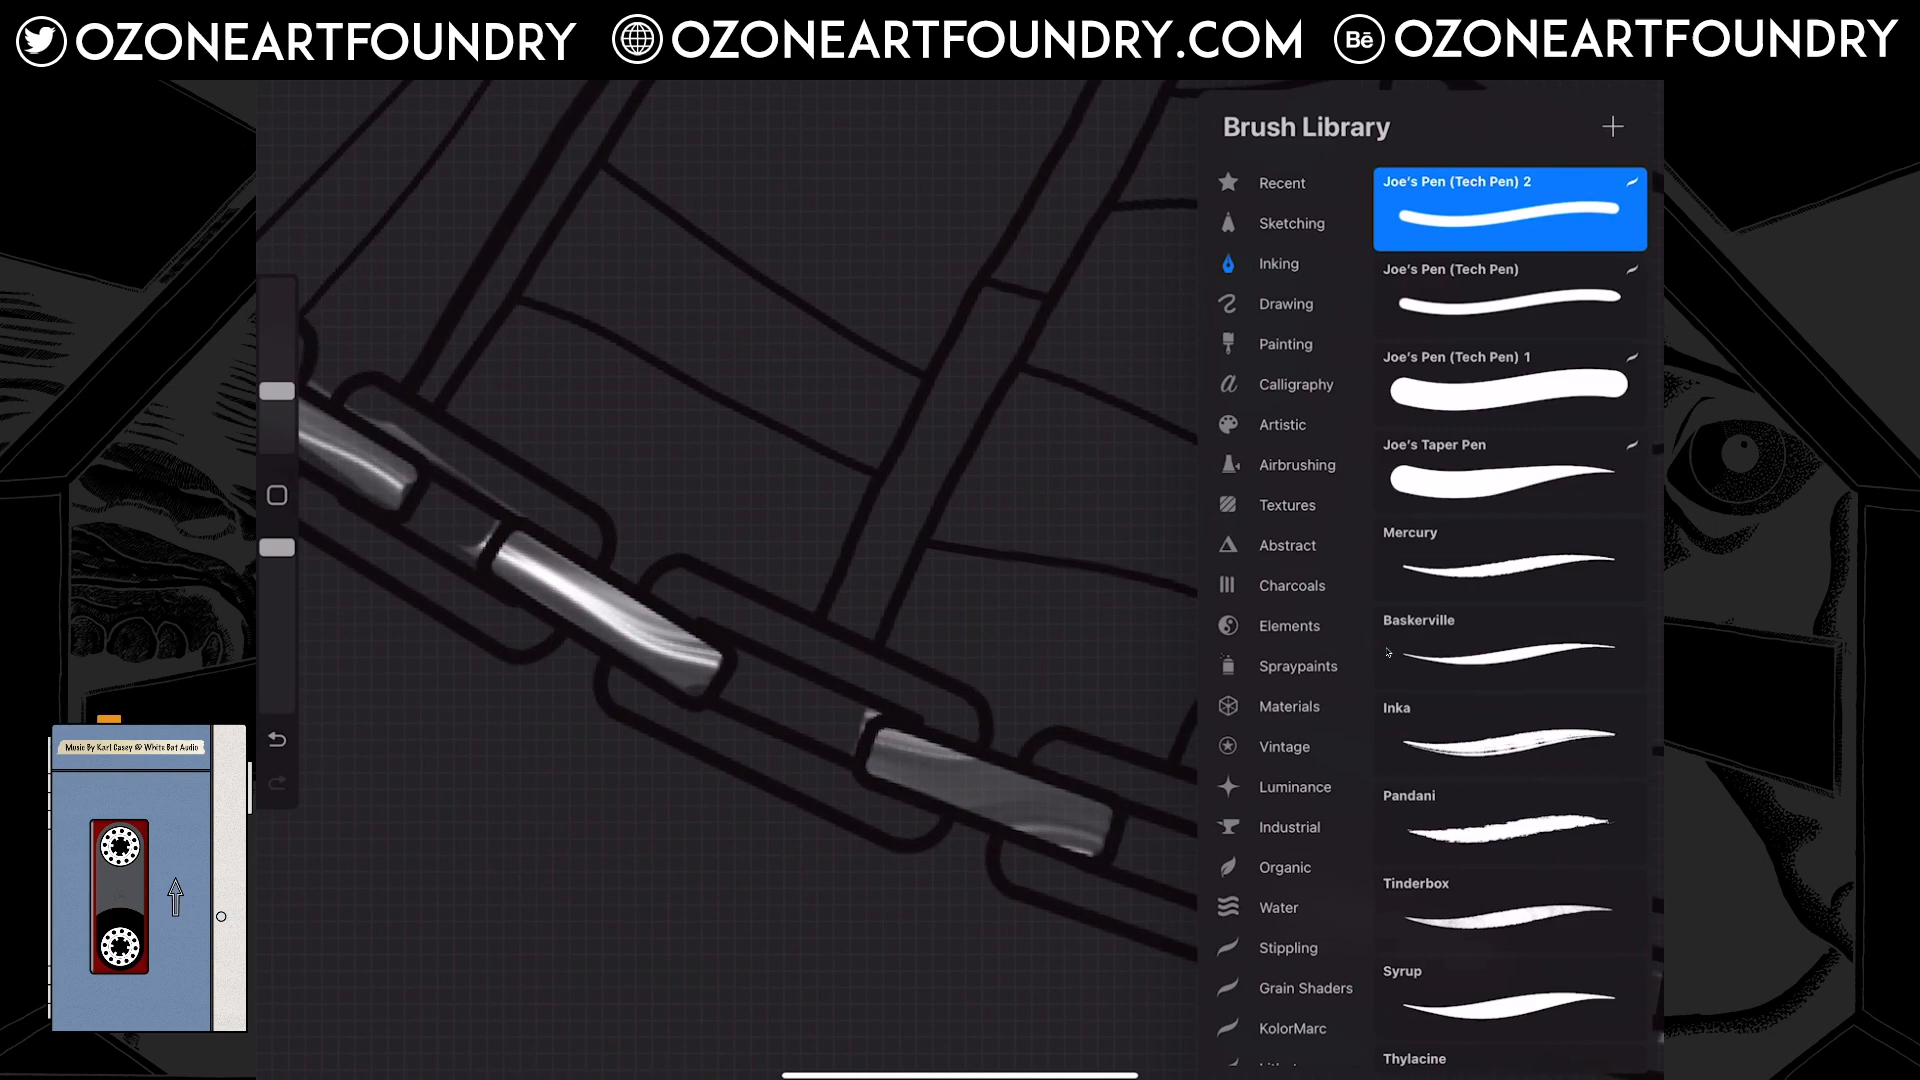 OZONEARTFOUNDRY
OZONEARTFOUNDRY.COM
Bē OZONEARTFOUNDRY
Brush Library
Recent
Sketching
Inking
Drawing
Painting
Calligraphy
Artistic
Airbrushing
Textures
Abstract
Charcoals
Elements
Spraypaints
Materials
Vintage
Luminance
Industrial
Organic
Water
Stippling
Grain Shaders
KolorMarc
Joe's Pen (Tech Pen) 2
Joe's Pen (Tech Pen)
Joe's Pen (Tech Pen) 1
Joe's Taper Pen
Mercury
Baskerville
Inka
Pandani
Tinderbox
Syrup
Thylacine
Music By Karl Casey @ White Bat Audio